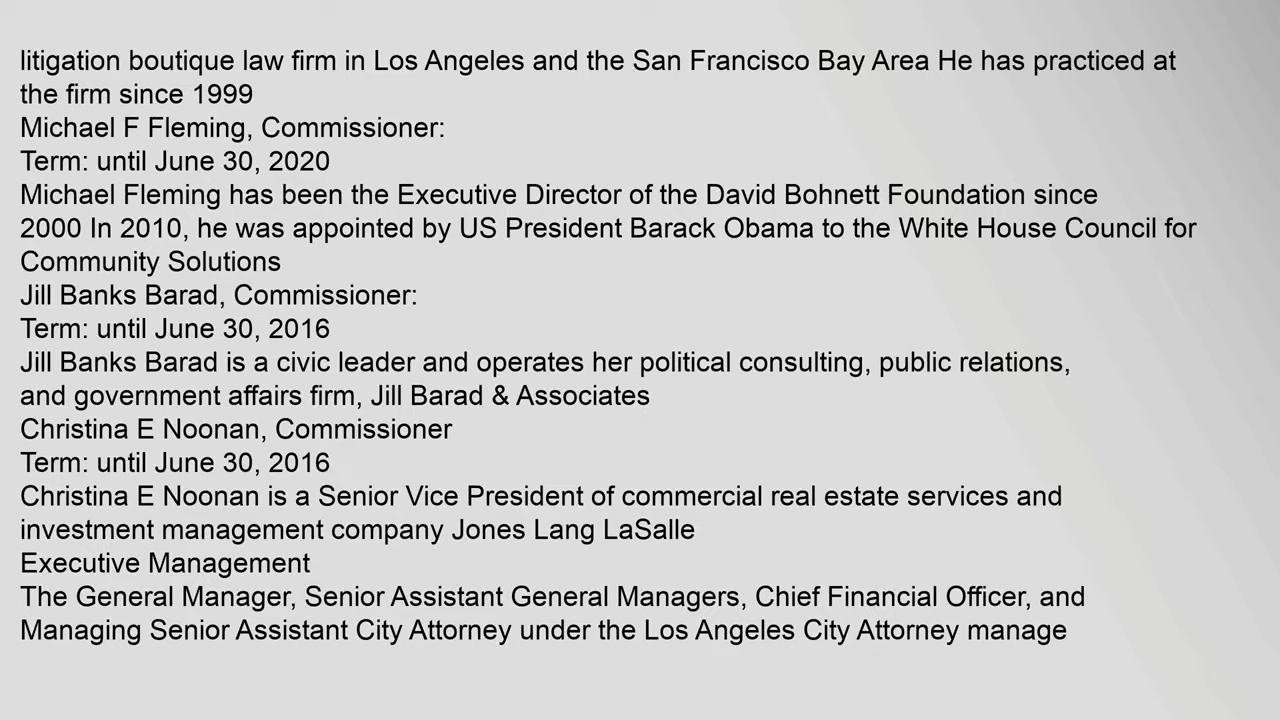 litigation boutique law firm in Los Angeles and the San Francisco Bay Area He has practiced at
the firm since 1999
Michael F Fleming, Commissioner:
Term: until June 30, 2020
Michael Fleming has been the Executive Director of the David Bohnett Foundation since
2000 In 2010, he was appointed by US President Barack Obama to the White House Council for
Community Solutions
Jill Banks Barad, Commissioner:
Term: until June 30, 2016
Jill Banks Barad is a civic leader and operates her political consulting, public relations,
and government affairs firm, Jill Barad & Associates
Christina E Noonan, Commissioner
Term: until June 30, 2016
Christina E Noonan is a Senior Vice President of commercial real estate services and
investment management company Jones Lang LaSalle
Executive Management
The General Manager, Senior Assistant General Managers, Chief Financial Officer, and
Managing Senior Assistant City Attorney under the Los Angeles City Attorney manage